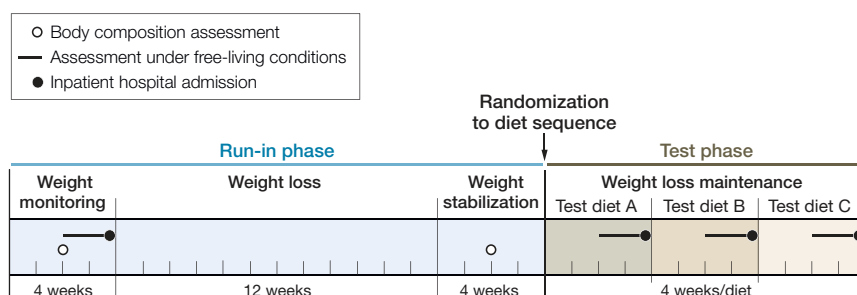 Body composition assessment
Assessment under free-living conditions
Inpatient hospital admission
Randomization
to diet sequence
Run-in phase
Test phase
Weight
monitoring
Weight loss
Weight
stabilization
Weight loss maintenance
Test diet A
Test diet B
Test diet C
4 weeks
12 weeks
4 weeks
4 weeks/diet